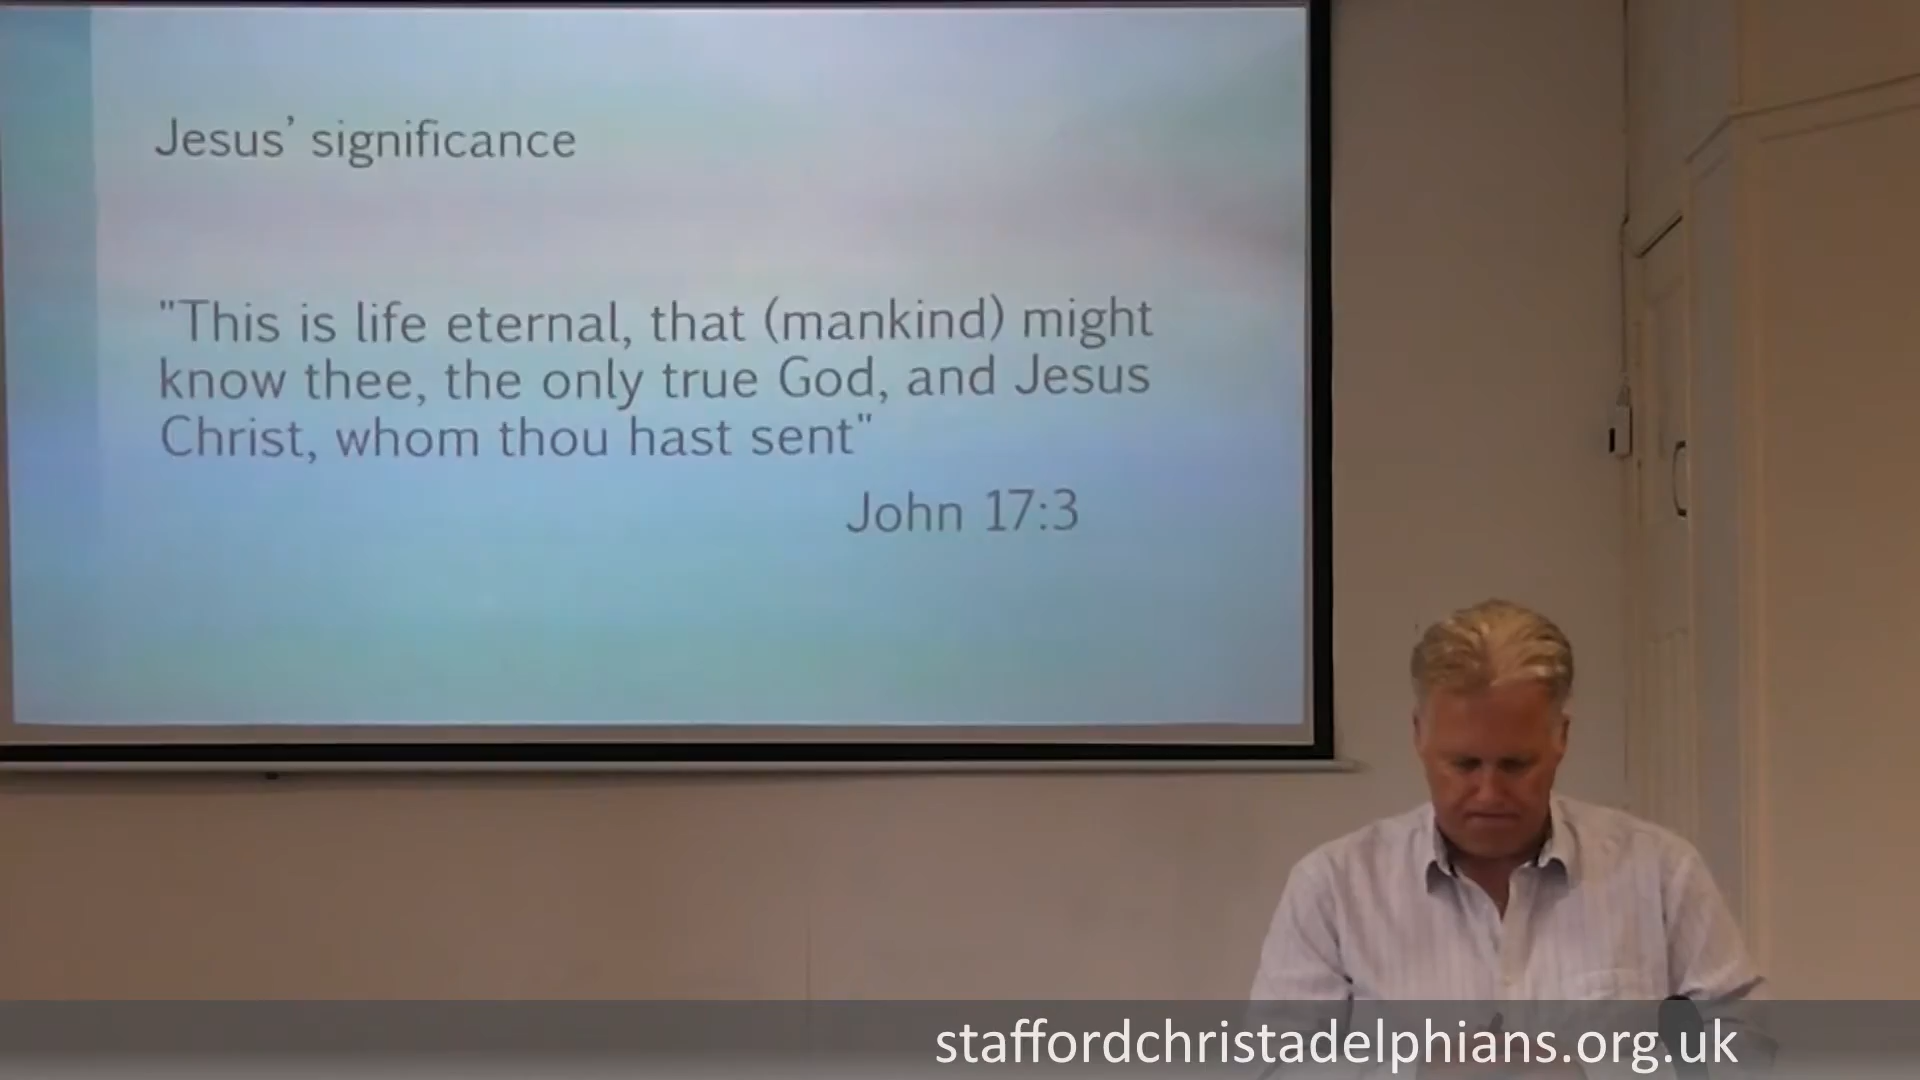 Jesus’ significance
"This is life eternal, that (mankind) might
know thee, the only true God, and Jesus
Christ, whom thou hast sent"
John 17:3
staffordchristadelphians.org.uk